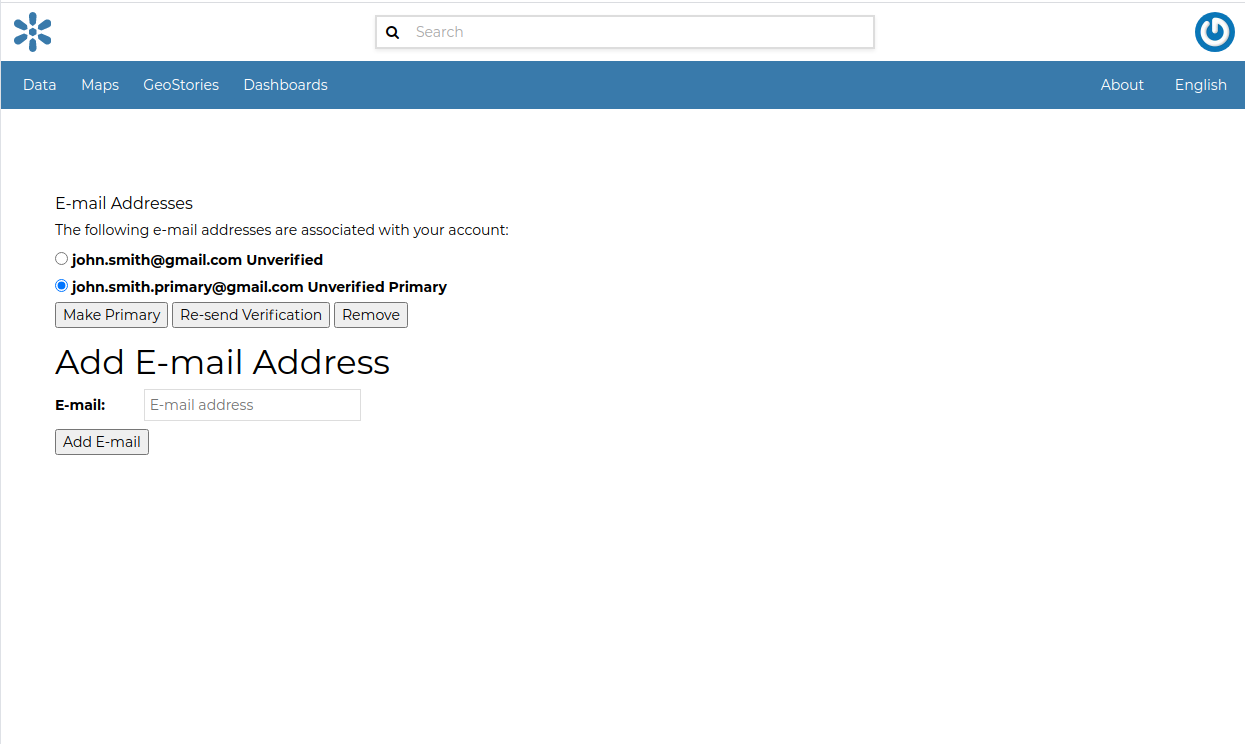 Search
Data Maps GeoStories Dashboards About English
E-mail Addresses
The following e-mail addresses are associated with your account:
john.smith@gmail.com Unverified
john.smith.primary@gmail.com Unverified Primary
Make Primary Re-send Verification Remove
Add E-mail Address
E-mail: E-mail address
Add E-mail